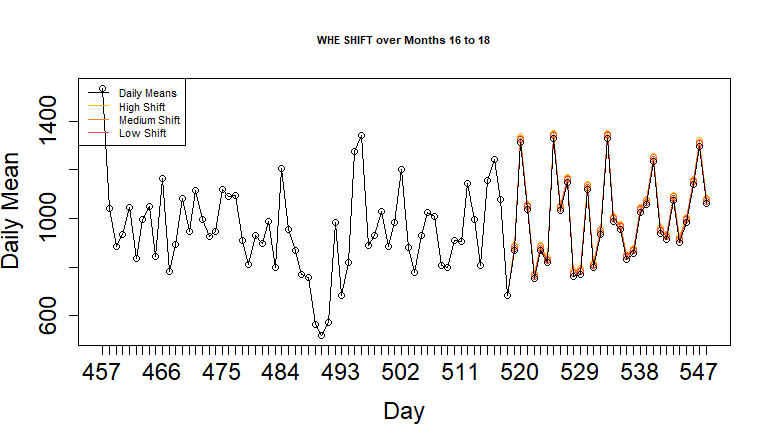 WHE SHIFT over Months 16 to 18
Daily Means
High Shift
Medium Shift
Low Shift
Daily Mean
1400
1000
600
457 466 475 484 493 502 511 520 529 538 547
Day